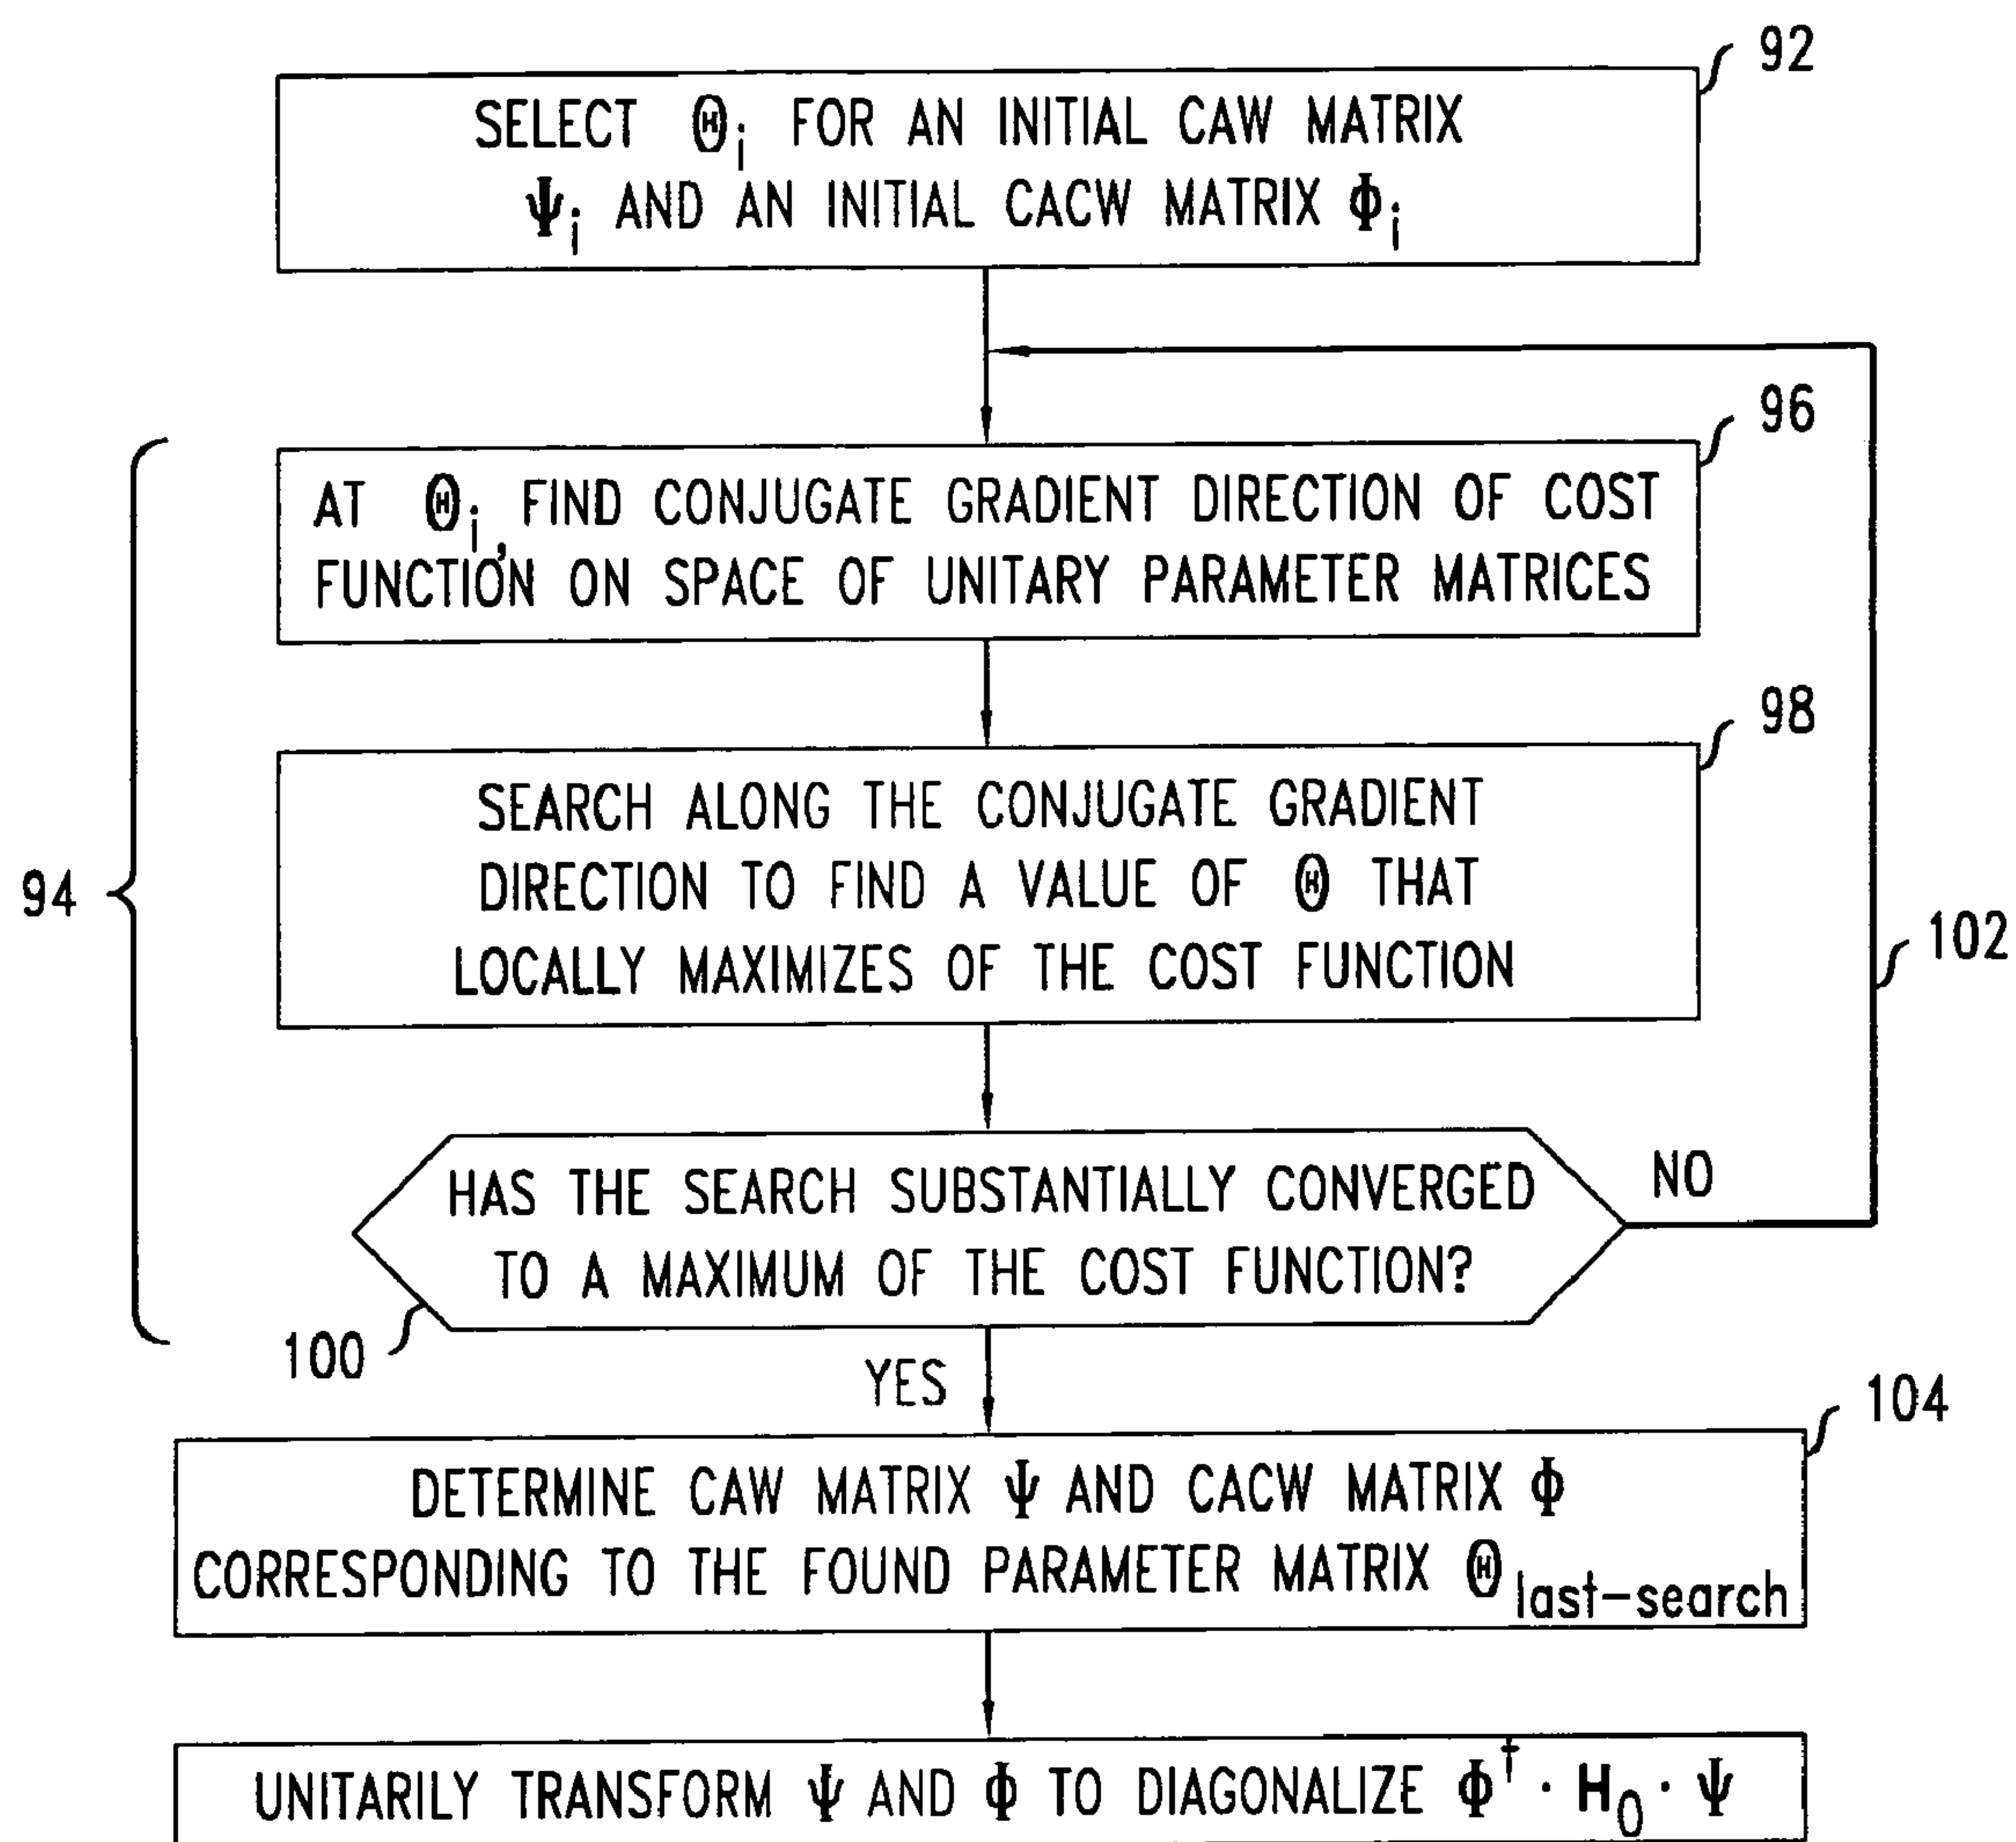 92
SELECT Θi FOR AN INITIAL CAW MATRIX
Ψi AND AN INITIAL CACW MATRIX Φi
96
AT Θi, FIND CONJUGATE GRADIENT DIRECTION OF COST
FUNCTION ON SPACE OF UNITARY PARAMETER MATRICES
98
SEARCH ALONG THE CONJUGATE GRADIENT
DIRECTION TO FIND A VALUE OF Θ THAT
LOCALLY MAXIMIZES OF THE COST FUNCTION
94
102
HAS THE SEARCH SUBSTANTIALLY CONVERGED
TO A MAXIMUM OF THE COST FUNCTION?
NO
100
YES
104
DETERMINE CAW MATRIX Ψ AND CACW MATRIX Φ
CORRESPONDING TO THE FOUND PARAMETER MATRIX Θlast-search
UNITARILY TRANSFORM Ψ AND Φ TO DIAGONALIZE Φ† · H0 · Ψ